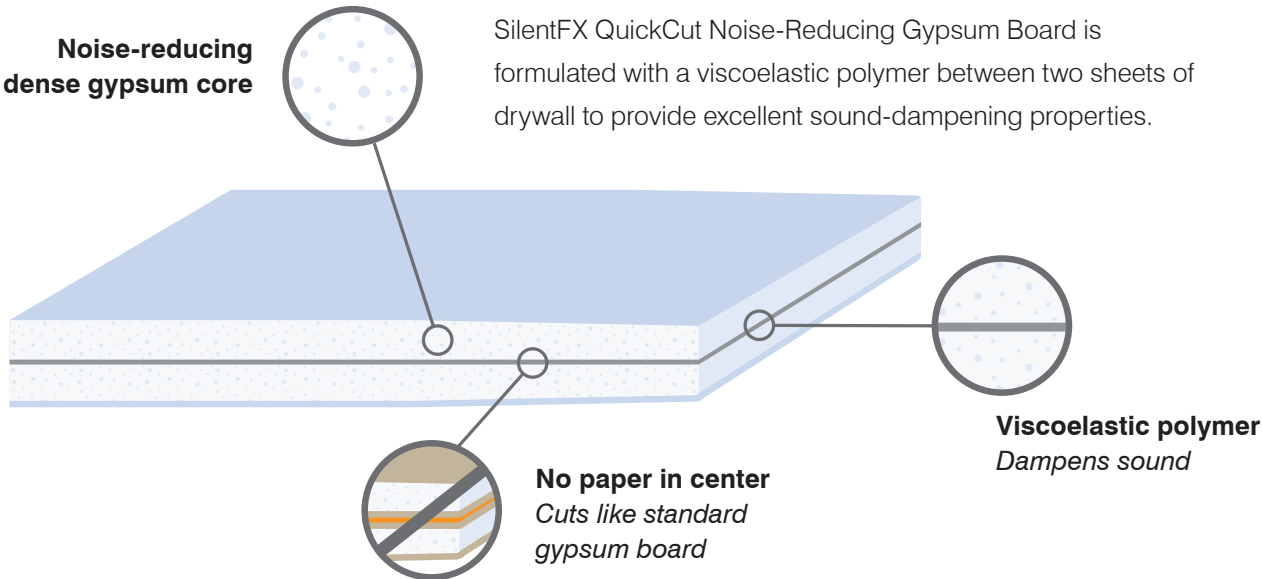 Noise-reducing
dense gypsum core
SilentFX QuickCut Noise-Reducing Gypsum Board is
formulated with a viscoelastic polymer between two sheets of
drywall to provide excellent sound-dampening properties.
Viscoelastic polymer
Dampens sound
No paper in center
Cuts like standard
gypsum board